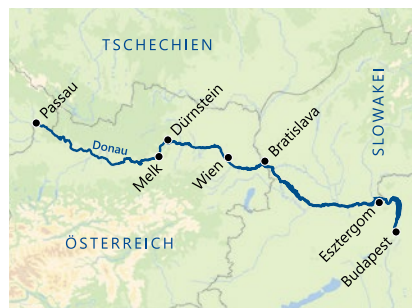 TSCHECHIEN
Passau
Dürnstein
SLOWAKEI
Donau
Bratislava
Melk
Wien
ÖSTERREICH
Esztergom
Budapest